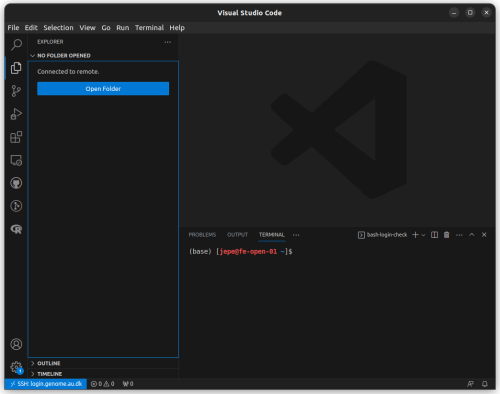 Visual Studio Code
File Edit Selection View Go Run Terminal Help
EXPLORER
NO FOLDER OPENED
Connected to remote.
Open Folder
PROBLEMS OUTPUT TERMINAL
bash-login-check
(base) [jepe@fe-open-01 ~]$
OUTLINE
TIMELINE
1
SSH: login.genome.au.dk 0 0 0